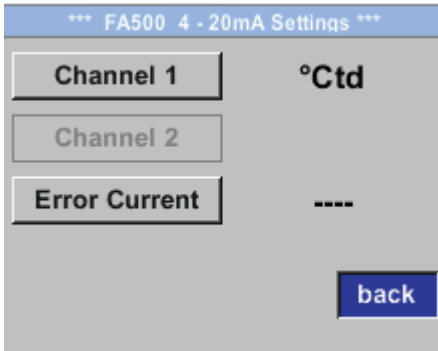 *** FA500 4 - 20mA Settings ***
Channel 1 °Ctd
Channel 2
Error Current ----
back